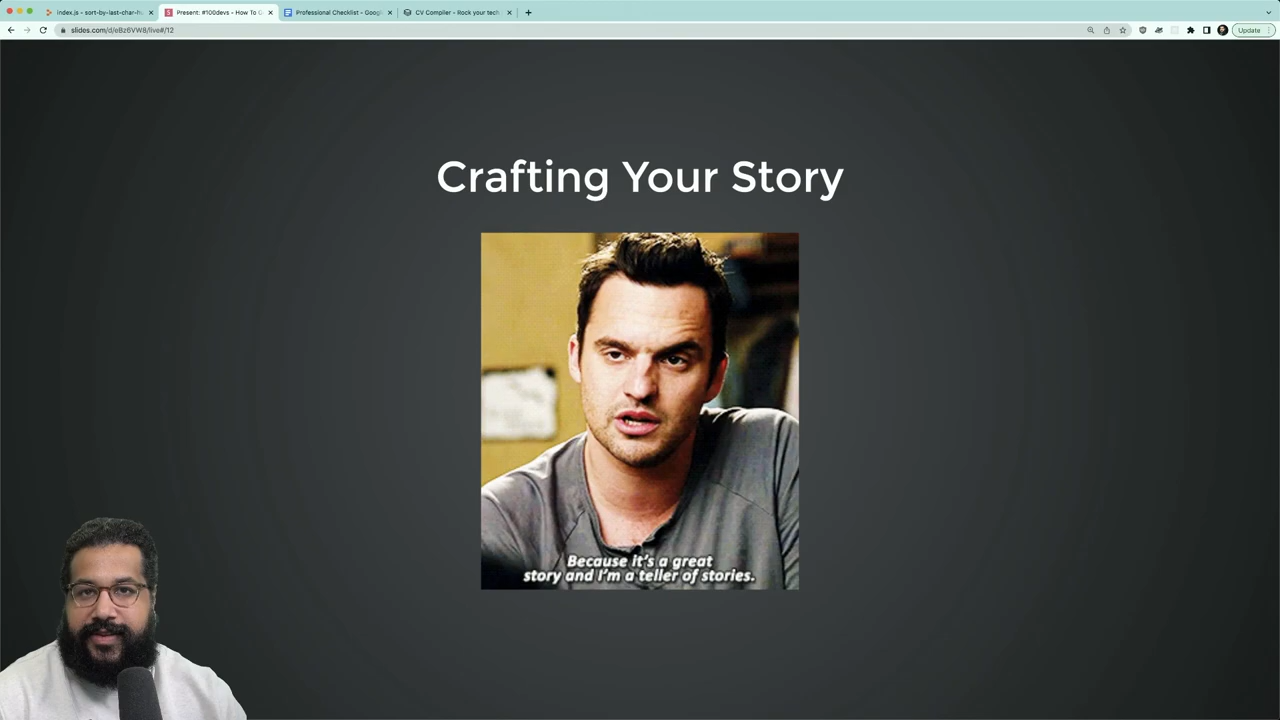 index.js - sort-by-last-char-h
Present: #100devs - How To G
Professional Checklist - Googl
CV Compiler - Rock your tech
slides.com/d/eBz6VW8/live#/12
Update
Crafting Your Story
Because it's a great
story and I'm a teller of stories.